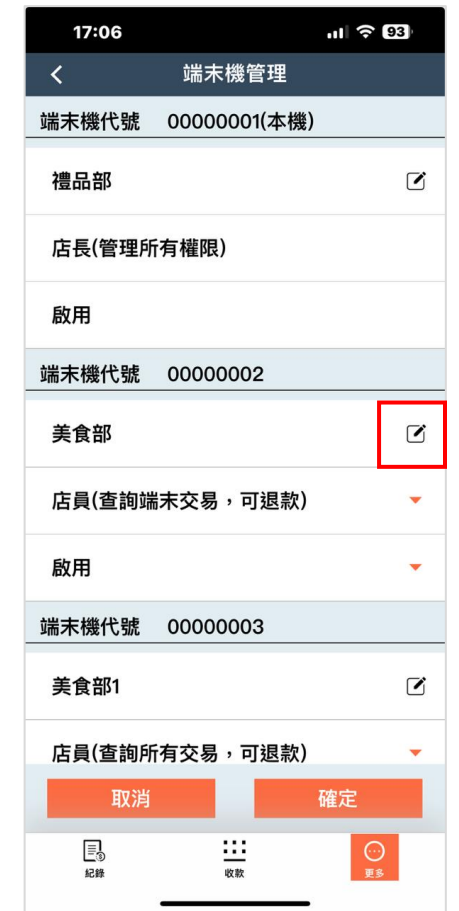 17:06 93
端末機管理
端末機代號 00000001(本機)
禮品部
店長(管理所有權限)
啟用
端末機代號 00000002
美食部
店員(查詢端末交易，可退款)
啟用
端末機代號 00000003
美食部1
店員(查詢所有交易，可退款)
取消 確定
紀錄 收款 更多